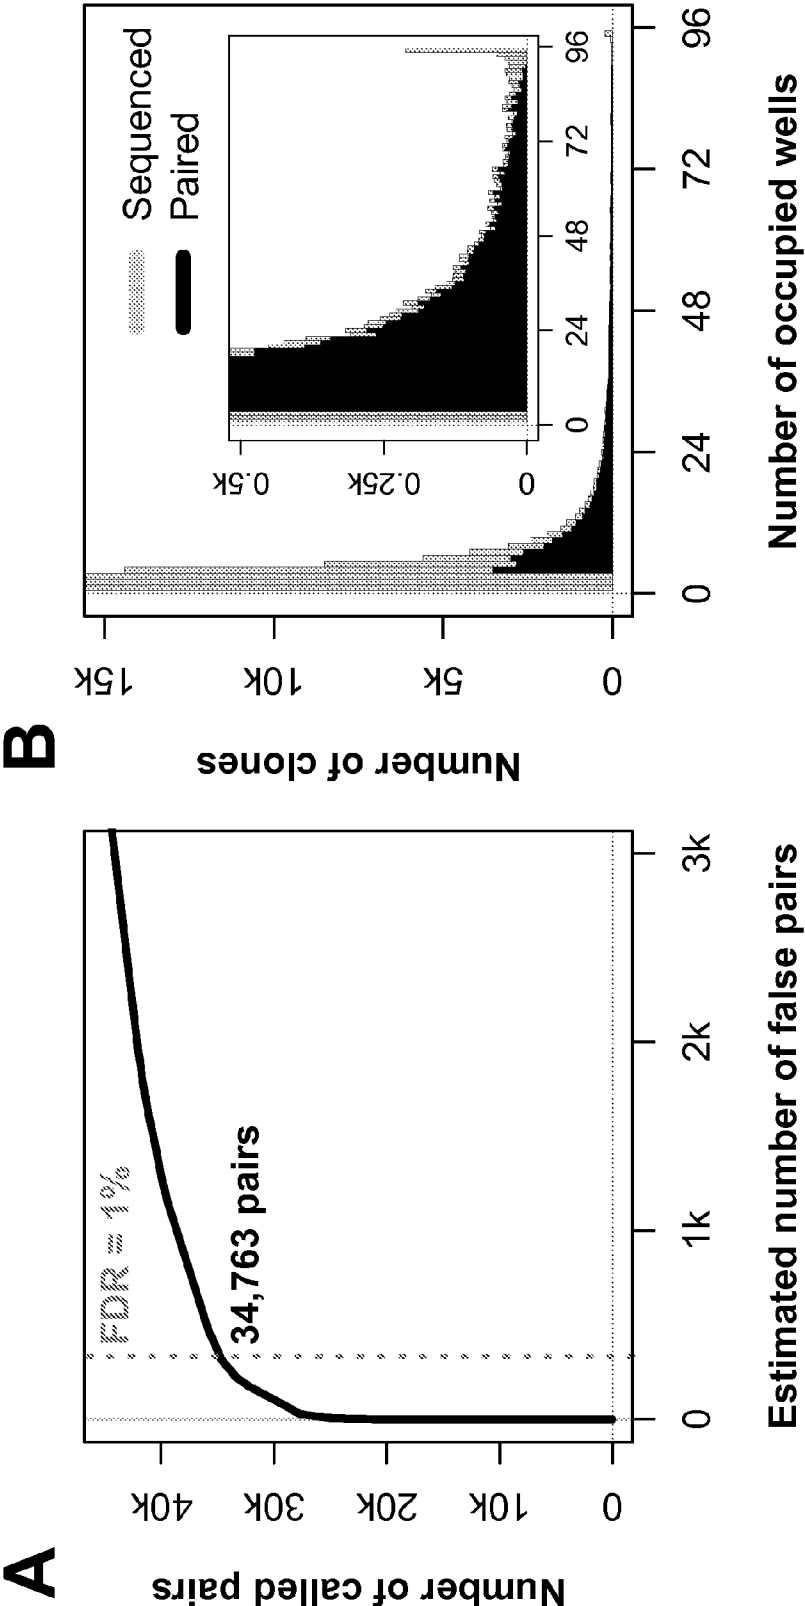 A
Number of called pairs
40k
30k
20k
10k
0
FDR = 1%
34,763 pairs
0
1k
2k
3k
Estimated number of false pairs
B
Number of clones
15k
10k
5k
0
Sequenced
Paired
0.5k
0.25k
0
0
24
48
72
96
0
24
48
72
96
Number of occupied wells